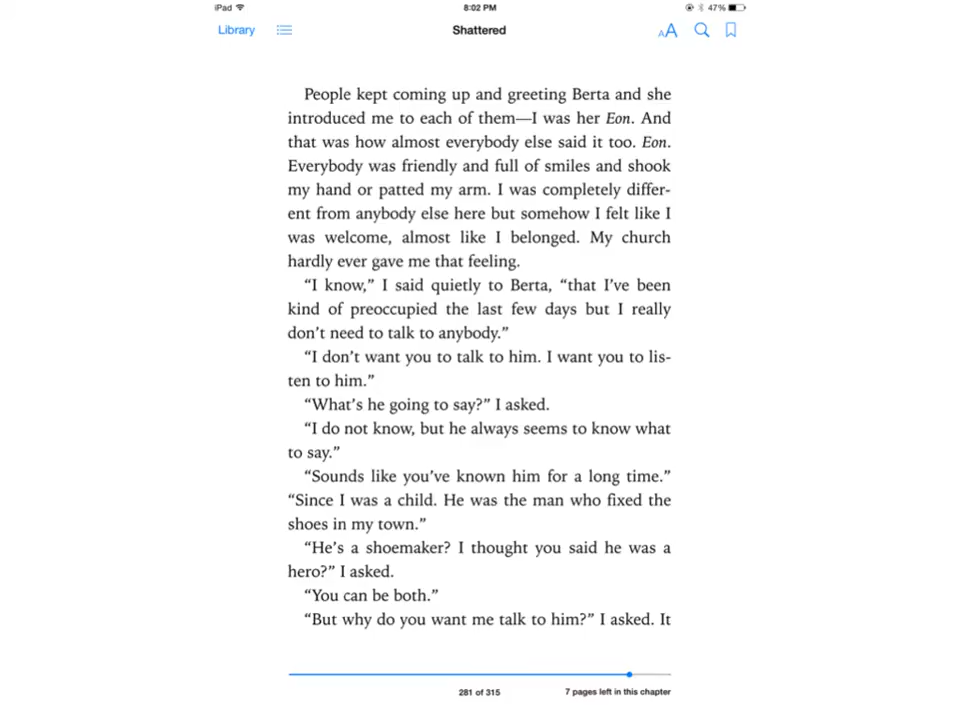 iPad 8:02 PM 47%
Library Shattered AA
People kept coming up and greeting Berta and she
introduced me to each of them—I was her Eon. And
that was how almost everybody else said it too. Eon.
Everybody was friendly and full of smiles and shook
my hand or patted my arm. I was completely differ-
ent from anybody else here but somehow I felt like I
was welcome, almost like I belonged. My church
hardly ever gave me that feeling.
“I know,” I said quietly to Berta, “that I’ve been
kind of preoccupied the last few days but I really
don’t need to talk to anybody.”
“I don’t want you to talk to him. I want you to lis-
ten to him.”
“What’s he going to say?” I asked.
“I do not know, but he always seems to know what
to say.”
“Sounds like you’ve known him for a long time.”
“Since I was a child. He was the man who fixed the
shoes in my town.”
“He’s a shoemaker? I thought you said he was a
hero?” I asked.
“You can be both.”
“But why do you want me talk to him?” I asked. It
281 of 315 7 pages left in this chapter